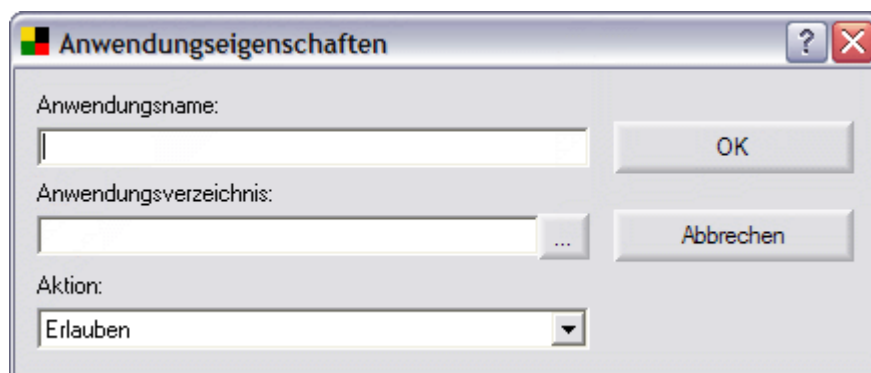 Anwendungseigenschaften
Anwendungsname:
OK
Anwendungsverzeichnis:
...
Abbrechen
Aktion:
Erlauben